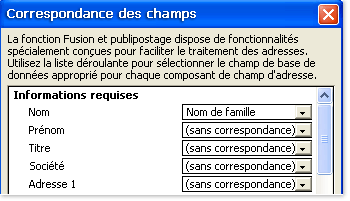 Correspondance des champs
La fonction Fusion et publipostage dispose de fonctionnalités
spécialement conçues pour faciliter le traitement des adresses.
Utilisez la liste déroulante pour sélectionner le champ de base de
données approprié pour chaque composant de champ d'adresse.
Informations requises
Nom Nom de famille
Prénom (sans correspondance)
Titre (sans correspondance)
Société (sans correspondance)
Adresse 1 (sans correspondance)